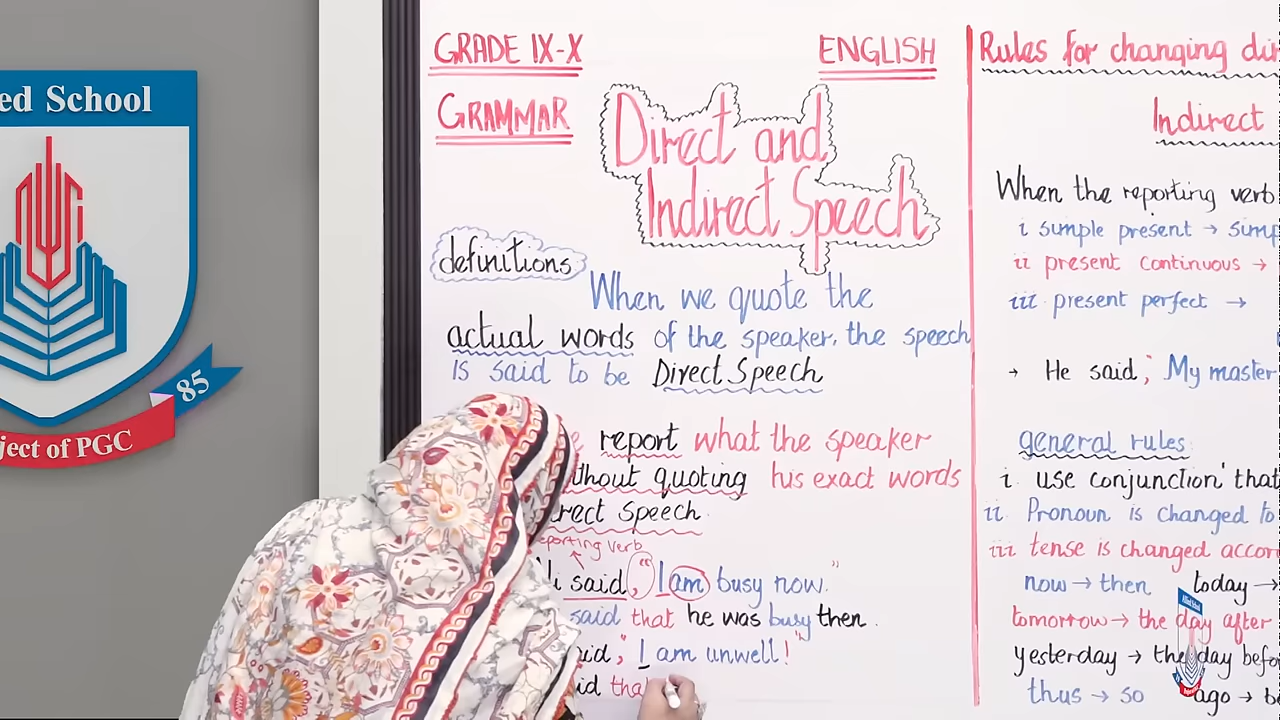 ed School
85
ject of PGC
GRADE IX-X
ENGLISH
GRAMMAR
Direct and
Indirect Speech
definitions
When we quote the
actual words of the speaker, the speech
is said to be Direct Speech
report what the speaker
thout quoting his exact words
rect Speech.
porting verb
i said, "I am busy now."
said that he was busy then.
aid, "I am unwell!"
id tha
Rules for changing di
Indirect
When the reporting verb
i simple present → simp
ii present continuous →
iii present perfect →
→ He said, "My master
general rules
i. use conjunction 'that
ii Pronoun is changed to
iii tense is changed accor
now → then today →
tomorrow → the day after
yesterday → the day befo
thus → so ago → b